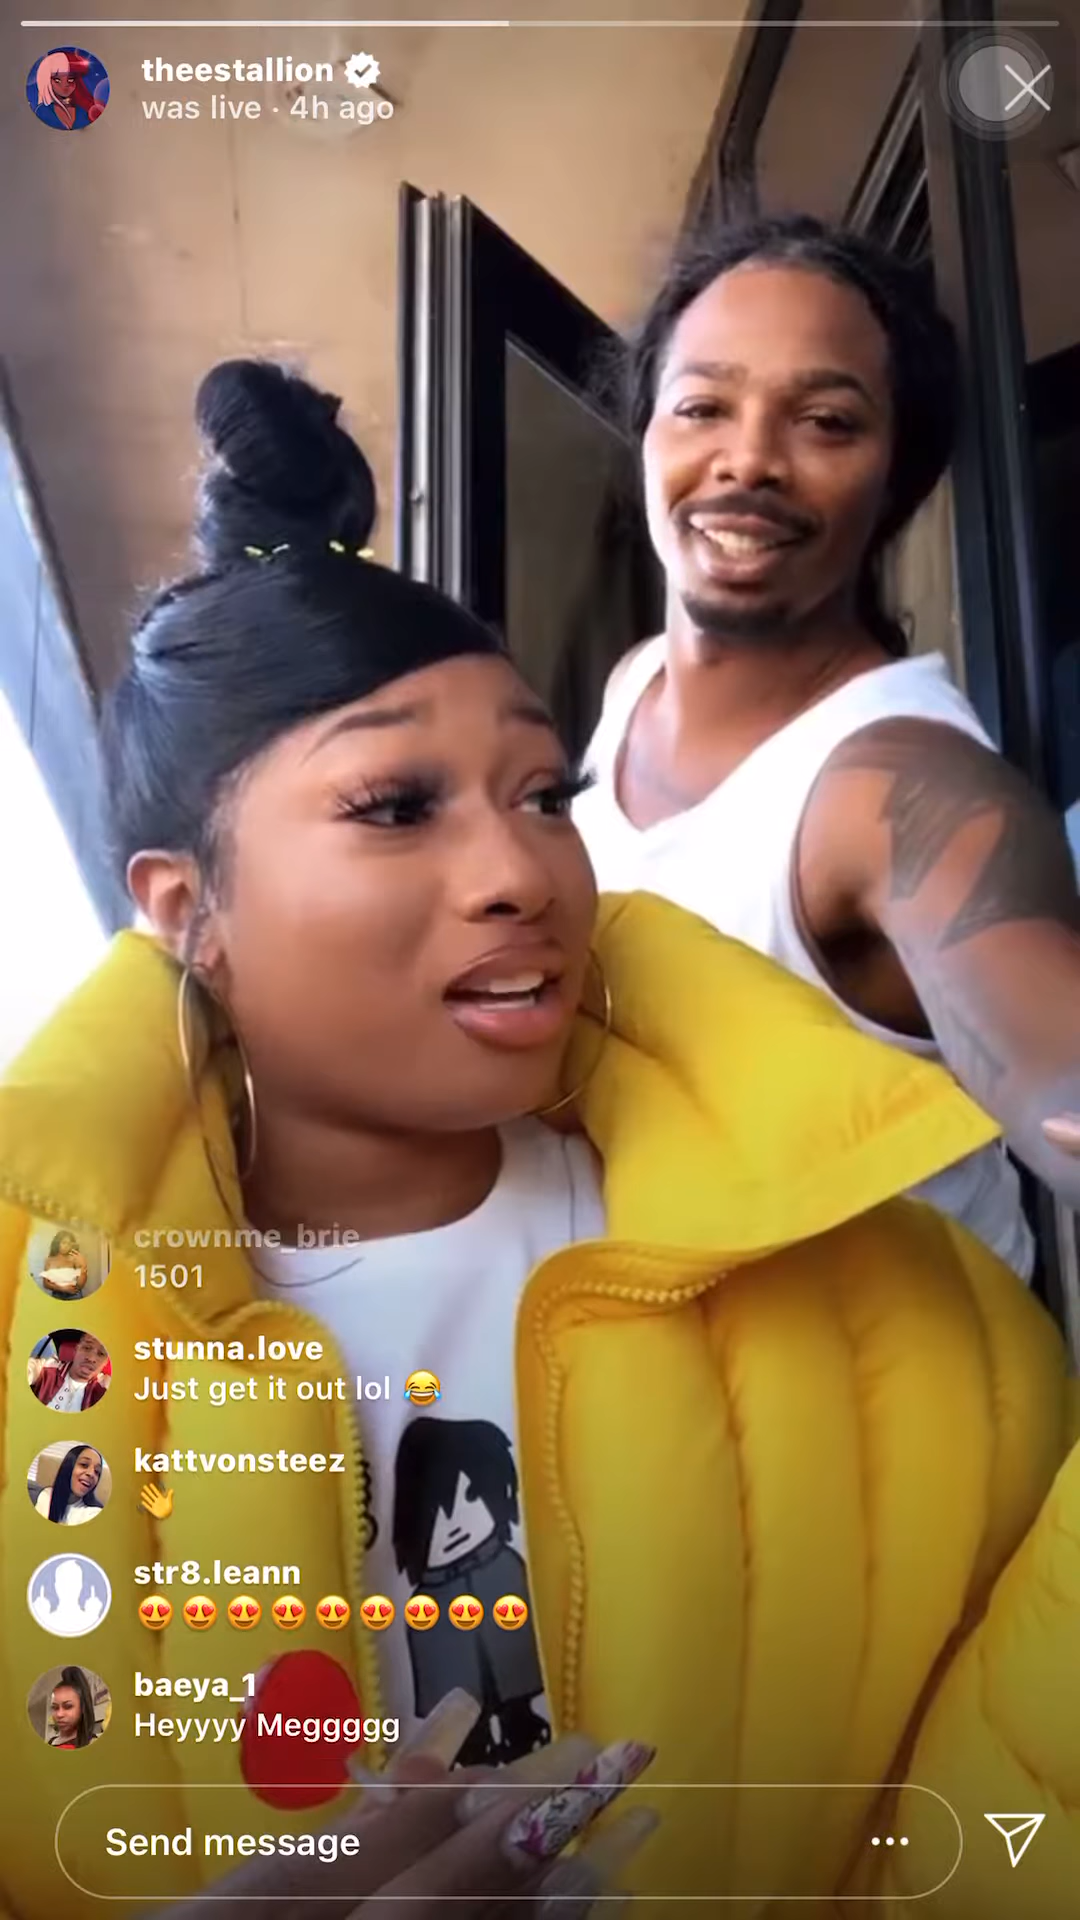 theestallion
was live · 4h ago
crownme_brie
1501
stunna.love
Just get it out lol 😂
kattvonsteez
👋
str8.leann
😍😍😍😍😍😍😍😍😍
baeya_1
Heyyyy Meggggg
Send message